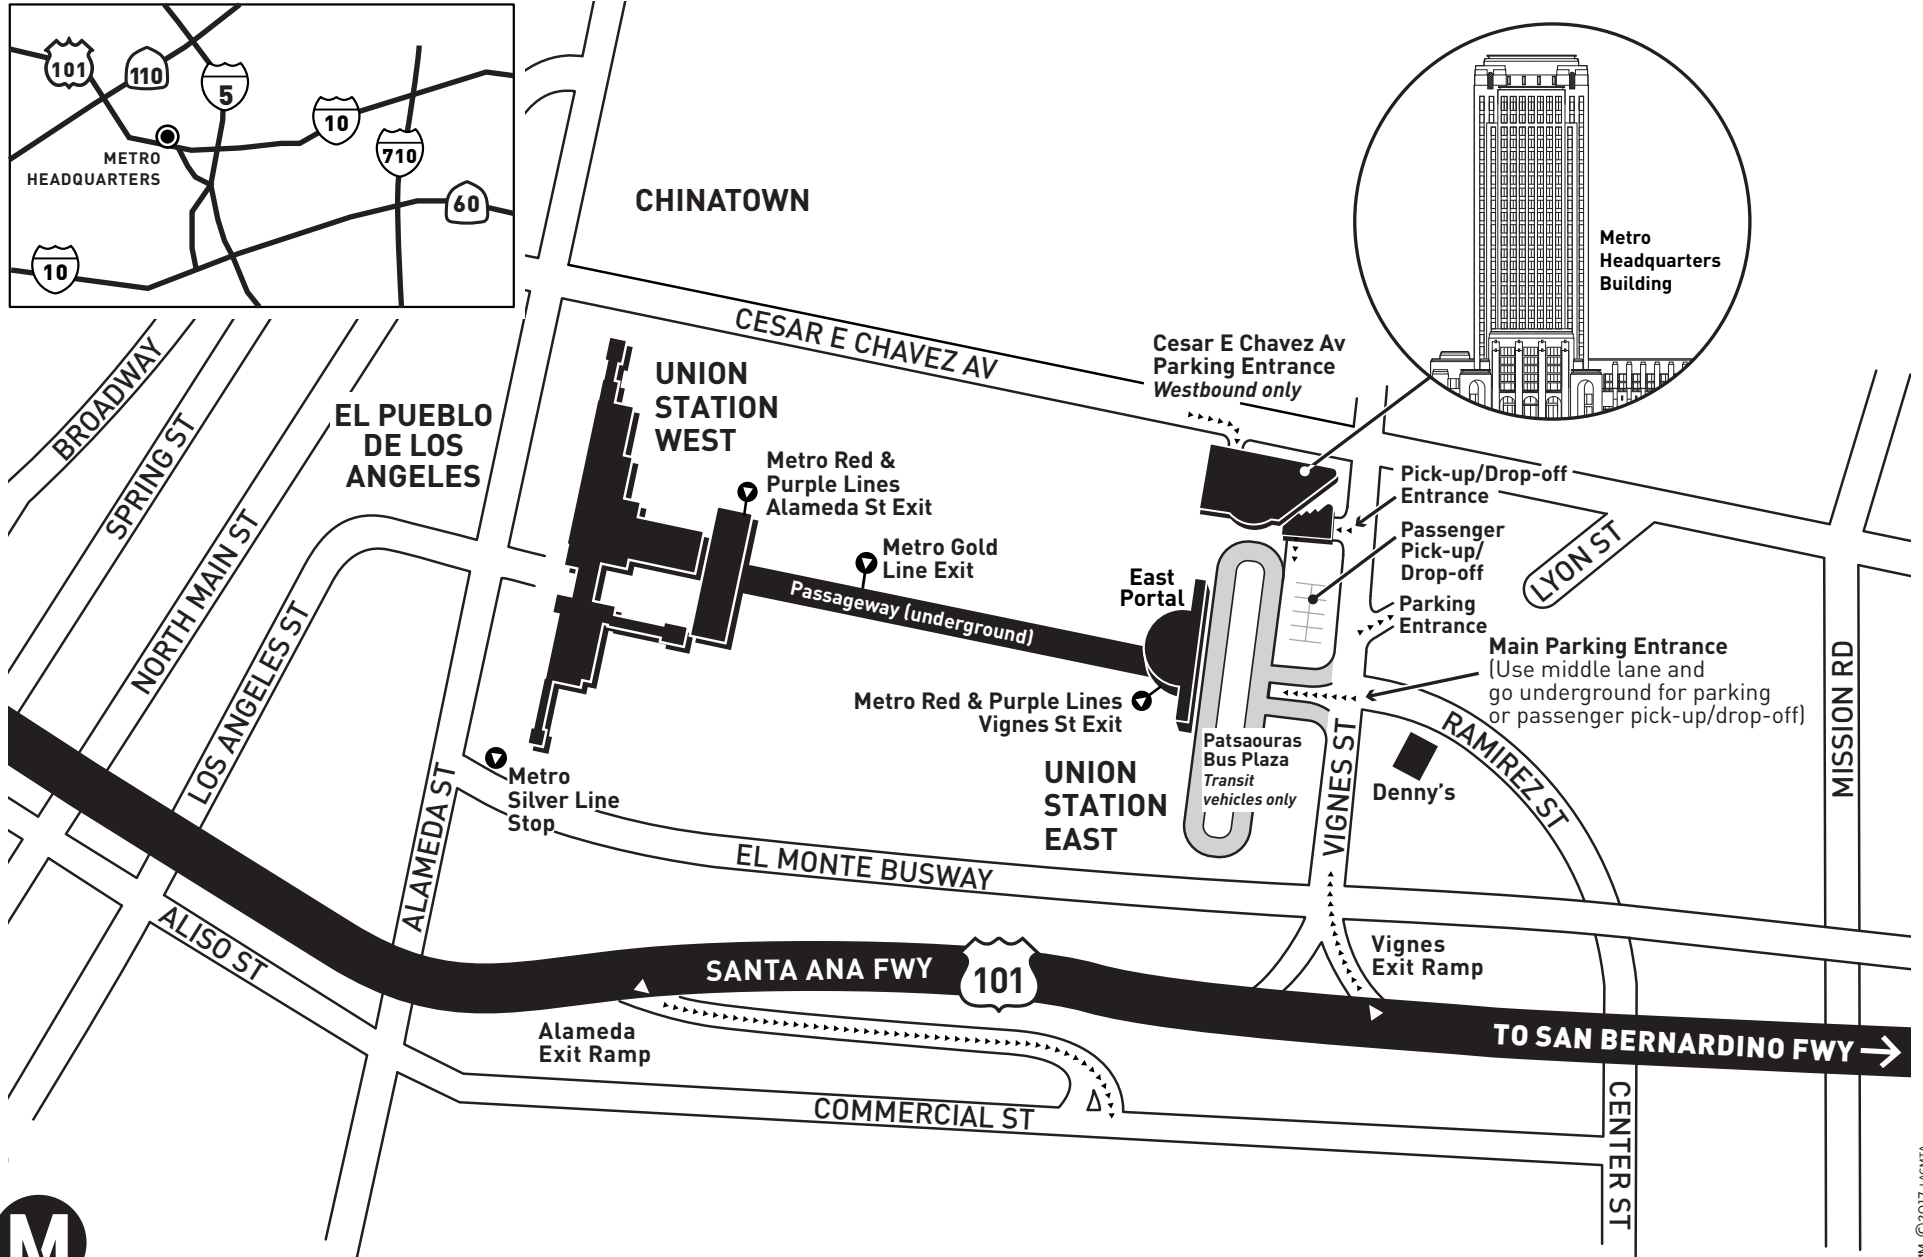 101
110
5
10
710
METRO
HEADQUARTERS
60
10
CHINATOWN
Metro
Headquarters
Building
CESAR E CHAVEZ AV
Cesar E Chavez Av
Parking Entrance
Westbound only
BROADWAY
SPRING ST
NORTH MAIN ST
LOS ANGELES ST
EL PUEBLO
DE LOS
ANGELES
UNION
STATION
WEST
Metro Red &
Purple Lines
Alameda St Exit
Metro Gold
Line Exit
Passageway (underground)
East
Portal
Pick-up/Drop-off
Entrance
Passenger
Pick-up/
Drop-off
Parking
Entrance
LYON ST
Main Parking Entrance
(Use middle lane and
go underground for parking
or passenger pick-up/drop-off)
MISSION RD
Metro Red & Purple Lines
Vignes St Exit
Patsaouras
Bus Plaza
Transit
vehicles only
UNION
STATION
EAST
VIGNES ST
RAMIREZ ST
Denny's
Metro
Silver Line
Stop
ALAMEDA ST
EL MONTE BUSWAY
ALISO ST
SANTA ANA FWY
101
Vignes
Exit Ramp
TO SAN BERNARDINO FWY
Alameda
Exit Ramp
COMMERCIAL ST
CENTER ST
M
©2017 LACMTA